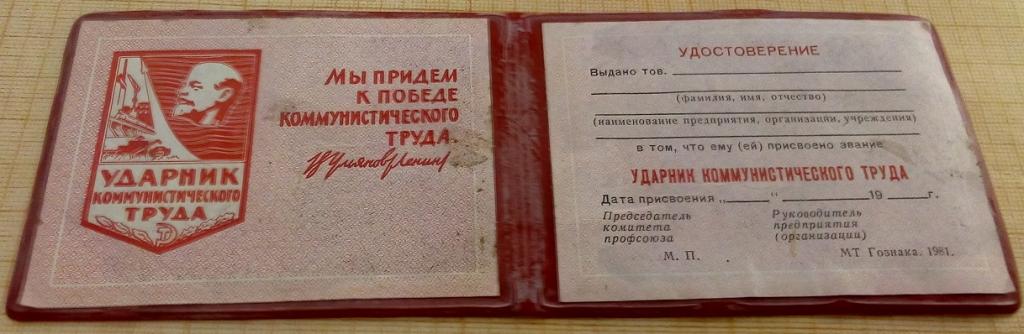 УДАРНИК
КОММУНИСТИЧЕСКОГО
ТРУДА
МЫ ПРИДЕМ
К ПОБЕДЕ
КОММУНИСТИЧЕСКОГО
ТРУДА.
В Ульянов (Ленин)
УДОСТОВЕРЕНИЕ
Выдано тов.
(фамилия, имя, отчество)
(наименование предприятия, организации, учреждения)
в том, что ему (ей) присвоено звание
УДАРНИК КОММУНИСТИЧЕСКОГО ТРУДА
Дата присвоения „ “ 19 г.
Председатель комитета профсоюза
Руководитель предприятия (организации)
М. П.
МТ Гознака. 1981.